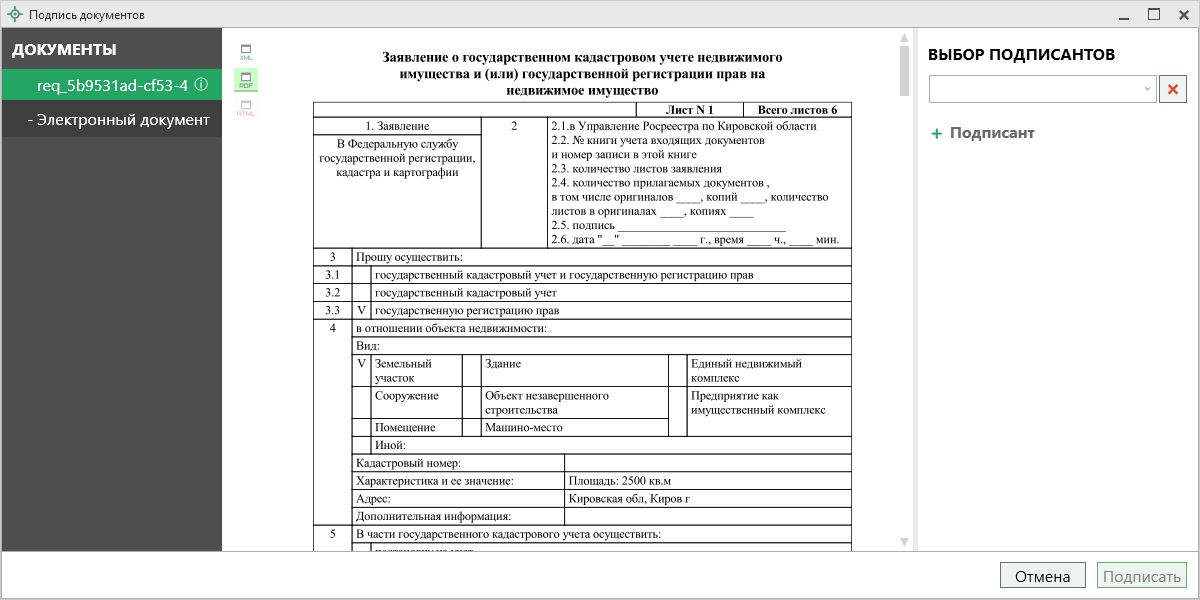 Подпись документов
ДОКУМЕНТЫ
req_5b9531ad-cf53-4
- Электронный документ
XML
PDF
HTML
Заявление о государственном кадастровом учете недвижимого
имущества и (или) государственной регистрации прав на
недвижимое имущество
Лист N 1 Всего листов 6
1. Заявление
В Федеральную службу
государственной регистрации,
кадастра и картографии
2
2.1.в Управление Росреестра по Кировской области
2.2. № книги учета входящих документов
и номер записи в этой книге
2.3. количество листов заявления
2.4. количество прилагаемых документов ,
в том числе оригиналов ____, копий ____, количество
листов в оригиналах ____, копиях ____
2.5. подпись ____________________________
2.6. дата "__" ________ ____ г., время ____ ч., ____ мин.
3 Прошу осуществить:
3.1 государственный кадастровый учет и государственную регистрацию прав
3.2 государственный кадастровый учет
3.3 V государственную регистрацию прав
4 в отношении объекта недвижимости:
Вид:
V Земельный участок Здание Единый недвижимый комплекс
Сооружение Объект незавершенного строительства Предприятие как имущественный комплекс
Помещение Машино-место
Иной:
Кадастровый номер:
Характеристика и ее значение: Площадь: 2500 кв.м
Адрес: Кировская обл, Киров г
Дополнительная информация:
5 В части государственного кадастрового учета осуществить:
ВЫБОР ПОДПИСАНТОВ
+ Подписант
Отмена
Подписать